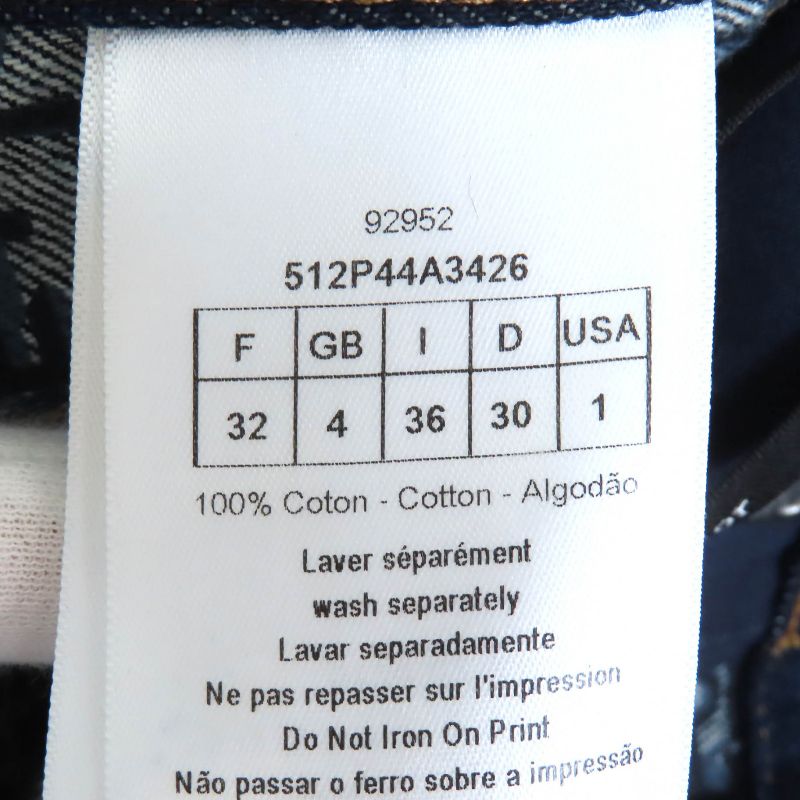 92952
512P44A3426
F GB I D USA
32 4 36 30 1
100% Coton - Cotton - Algodão
Laver séparément
wash separately
Lavar separadamente
Ne pas repasser sur l'impression
Do Not Iron On Print
Não passar o ferro sobre a impressão